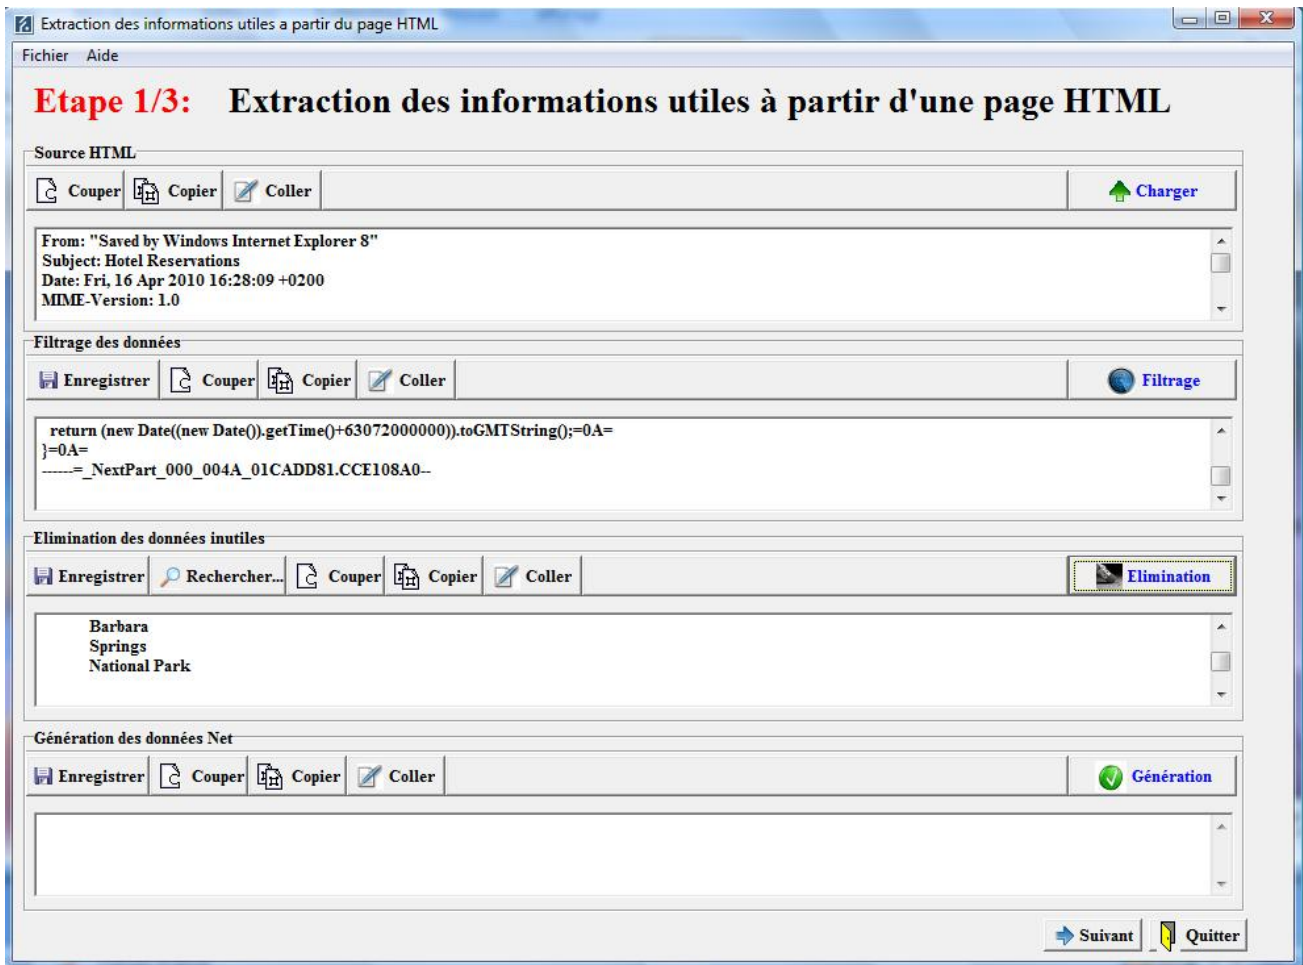 Extraction des informations utiles a partir du page HTML
Fichier Aide
Etape 1/3: Extraction des informations utiles à partir d'une page HTML
Source HTML
Couper Copier Coller Charger
From: "Saved by Windows Internet Explorer 8"
Subject: Hotel Reservations
Date: Fri, 16 Apr 2010 16:28:09 +0200
MIME-Version: 1.0
Filtrage des données
Enregistrer Couper Copier Coller Filtrage
return (new Date((new Date()).getTime()+63072000000)).toGMTString();=0A=
}=0A=
------=_NextPart_000_004A_01CADD81.CCE108A0--
Elimination des données inutiles
Enregistrer Rechercher... Couper Copier Coller Elimination
Barbara
Springs
National Park
Génération des données Net
Enregistrer Couper Copier Coller Génération
Suivant Quitter